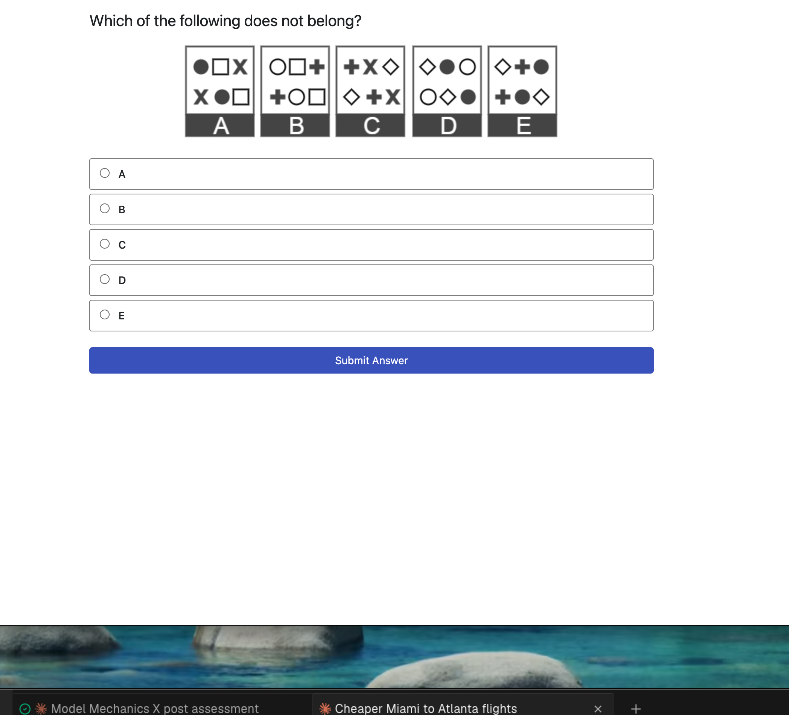 Which of the following does not belong?
A B C D E
A
B
C
D
E
Submit Answer
Model Mechanics X post assessment
Cheaper Miami to Atlanta flights